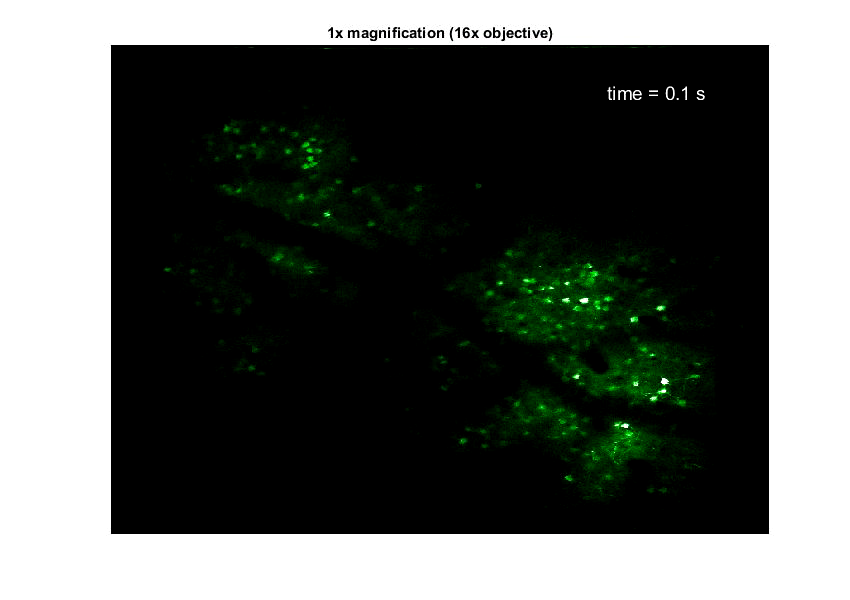 1x magnification (16x objective)
time = 0.1 s